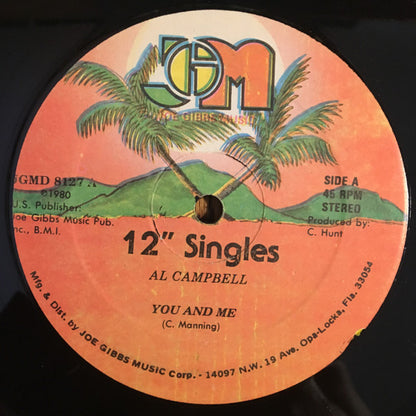 JGM
JOE GIBBS MUSIC
JGMD 8127 A
©1980
U.S. Publisher:
Joe Gibbs Music Pub.
Inc., B.M.I.
SIDE A
45 RPM
STEREO
Produced by:
C. Hunt
12" Singles
AL CAMPBELL
YOU AND ME
(C. Manning)
Mfg. & Dist. by JOE GIBBS MUSIC Corp. - 14097 N.W. 19 Ave. Opa-Locka, Fla. 33054